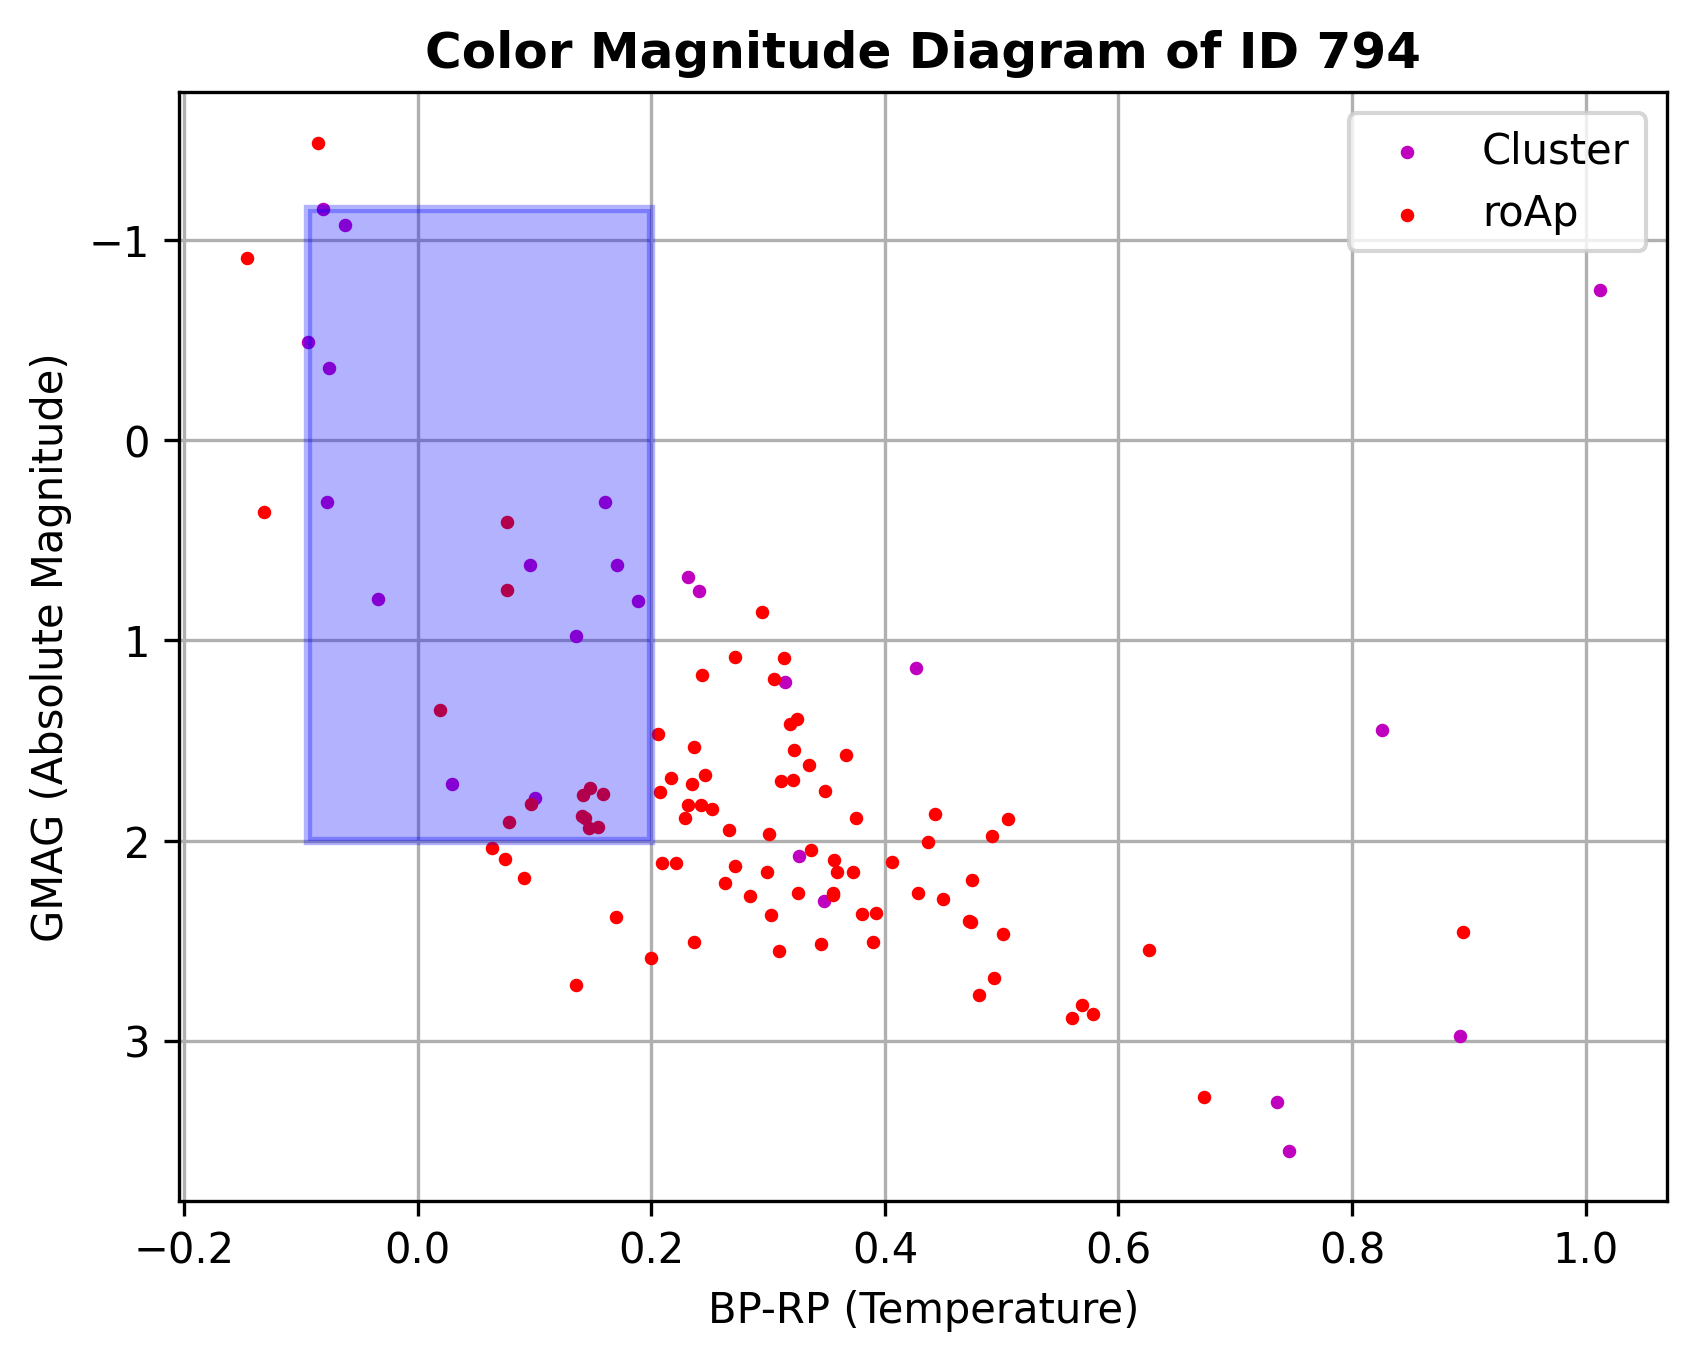 Color Magnitude Diagram of ID 794
Cluster
roAp
GMAG (Absolute Magnitude)
−1
0
1
2
3
−0.2 0.0 0.2 0.4 0.6 0.8 1.0
BP-RP (Temperature)